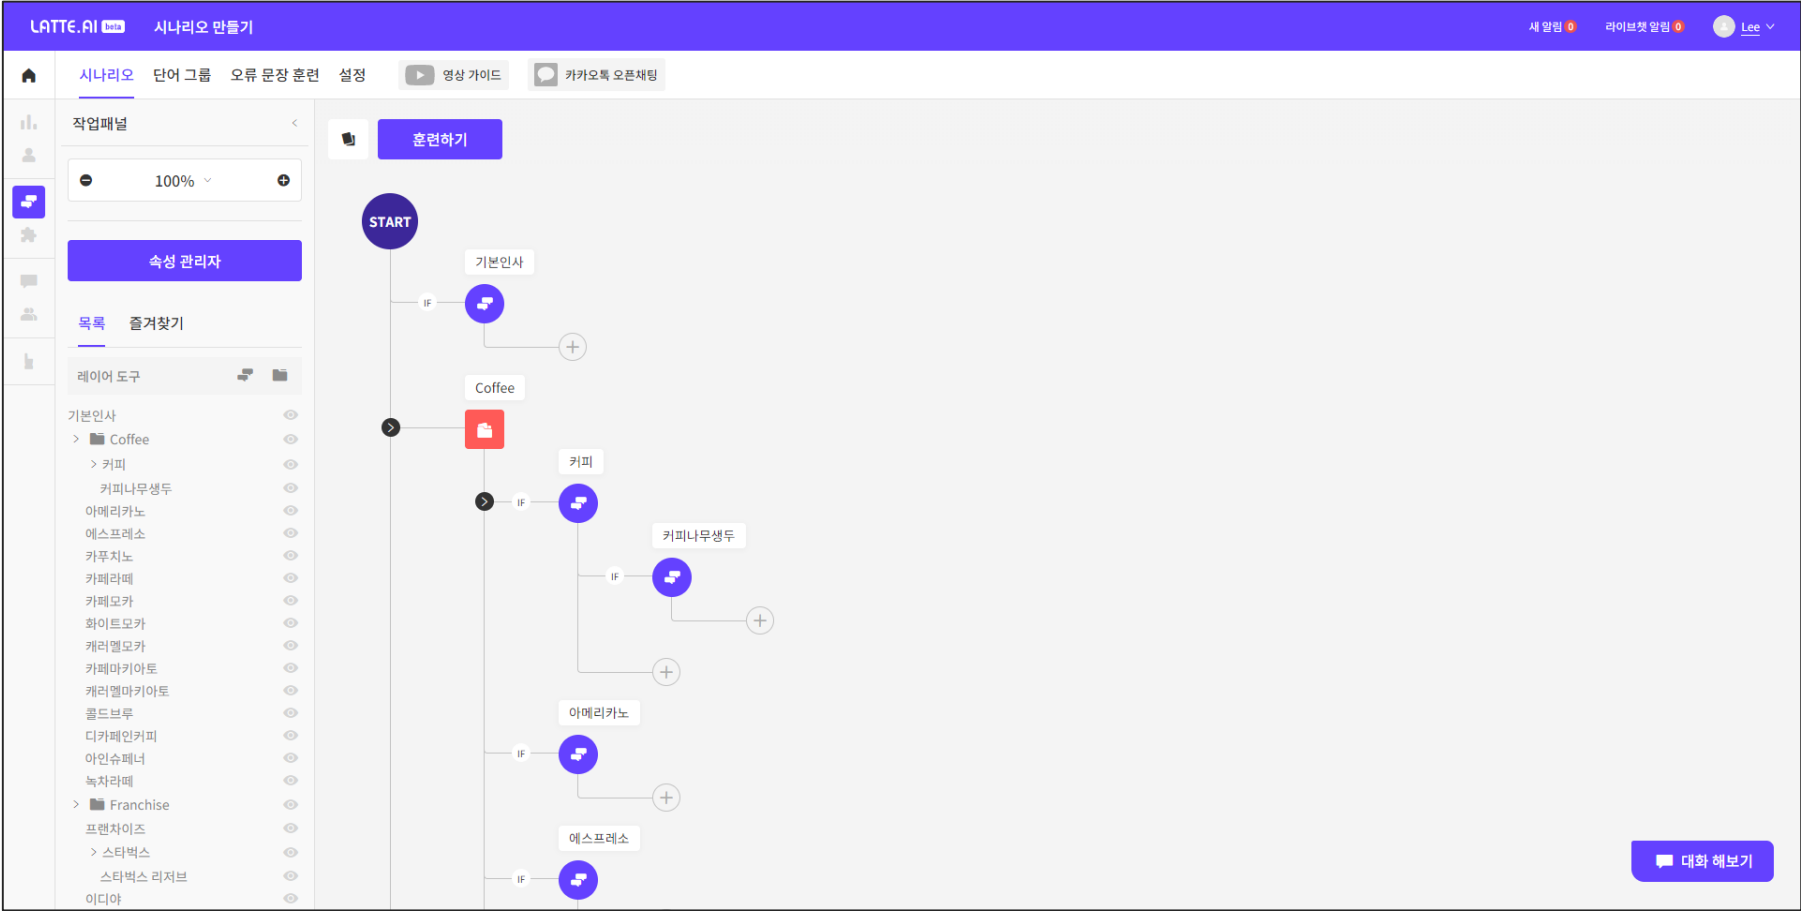 LATTE.AI beta 시나리오 만들기 새 알림 0 라이브챗 알림 0 Lee
시나리오 단어 그룹 오류 문장 훈련 설정 영상 가이드 카카오톡 오픈채팅
작업패널
100%
속성 관리자
목록 즐겨찾기
레이어 도구
기본인사
Coffee
커피
커피나무생두
아메리카노
에스프레소
카푸치노
카페라떼
카페모카
화이트모카
캐러멜모카
카페마키아토
캐러멜마키아토
콜드브루
디카페인커피
아인슈페너
녹차라떼
Franchise
프랜차이즈
스타벅스
스타벅스 리저브
이디야
훈련하기
START
기본인사
IF
Coffee
커피
IF
커피나무생두
IF
아메리카노
IF
에스프레소
IF
대화 해보기